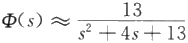 Φ(s) ≈ 13 / (s² + 4s + 13)